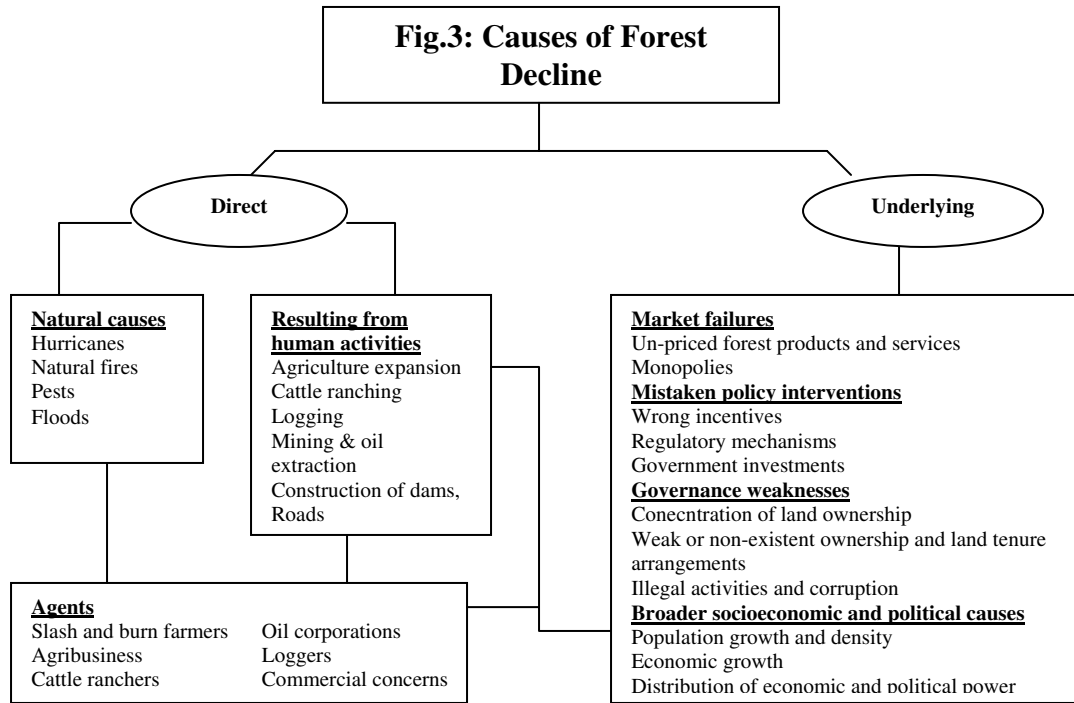 Fig.3: Causes of Forest
Decline
Direct
Underlying
Natural causes
Hurricanes
Natural fires
Pests
Floods
Resulting from
human activities
Agriculture expansion
Cattle ranching
Logging
Mining & oil
extraction
Construction of dams,
Roads
Market failures
Un-priced forest products and services
Monopolies
Mistaken policy interventions
Wrong incentives
Regulatory mechanisms
Government investments
Governance weaknesses
Conecntration of land ownership
Weak or non-existent ownership and land tenure
arrangements
Illegal activities and corruption
Broader socioeconomic and political causes
Population growth and density
Economic growth
Distribution of economic and political power
Agents
Slash and burn farmers
Agribusiness
Cattle ranchers
Oil corporations
Loggers
Commercial concerns